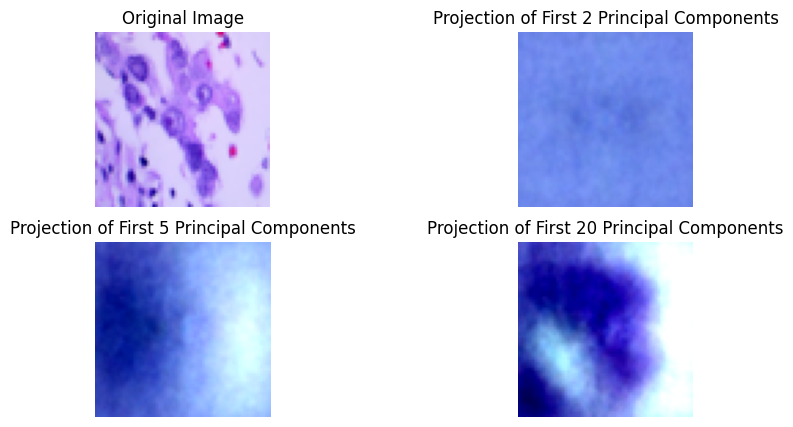 Original Image
Projection of First 2 Principal Components
Projection of First 5 Principal Components
Projection of First 20 Principal Components